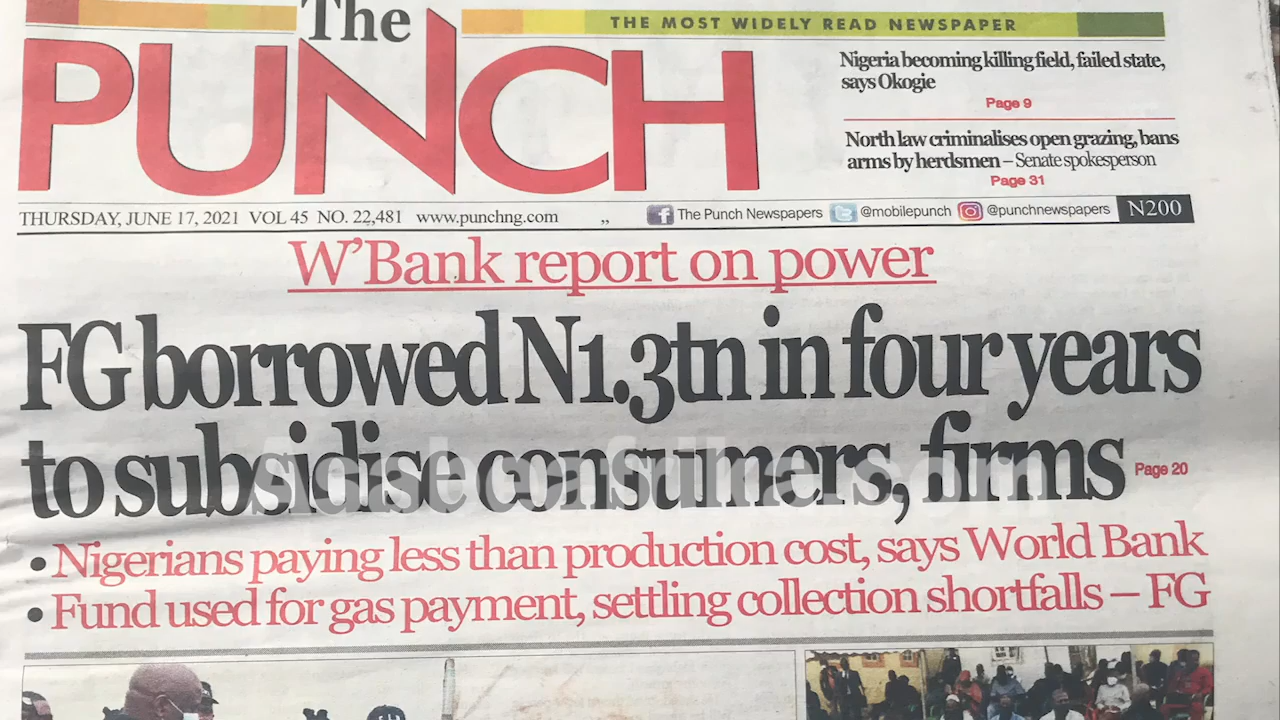 The
PUNCH
THE MOST WIDELY READ NEWSPAPER
Nigeria becoming killing field, failed state,
says Okogie
Page 9
North law criminalises open grazing, bans
arms by herdsmen – Senate spokesperson
Page 31
THURSDAY, JUNE 17, 2021 VOL 45 NO. 22,481 www.punchng.com ,, The Punch Newspapers @mobilepunch @punchnewspapers N200
W'Bank report on power
FG borrowed N1.3tn in four years
to subsidise consumers, firms Page 20
• Nigerians paying less than production cost, says World Bank
• Fund used for gas payment, settling collection shortfalls – FG